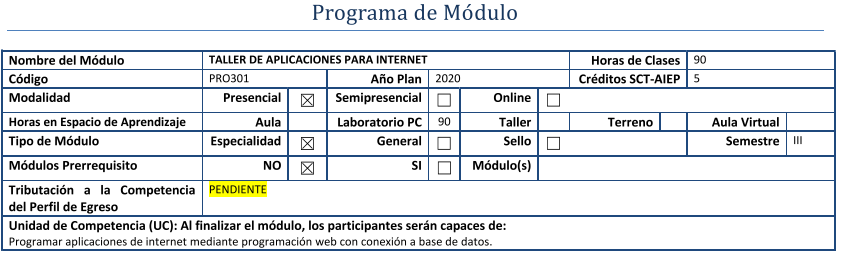 Programa de Módulo
Nombre del Módulo TALLER DE APLICACIONES PARA INTERNET Horas de Clases 90
Código PRO301 Año Plan 2020 Créditos SCT-AIEP 5
Modalidad Presencial ☒ Semipresencial ☐ Online ☐
Horas en Espacio de Aprendizaje Aula Laboratorio PC 90 Taller Terreno Aula Virtual
Tipo de Módulo Especialidad ☒ General ☐ Sello ☐ Semestre III
Módulos Prerrequisito NO ☒ SI ☐ Módulo(s)
Tributación a la Competencia PENDIENTE
del Perfil de Egreso
Unidad de Competencia (UC): Al finalizar el módulo, los participantes serán capaces de:
Programar aplicaciones de internet mediante programación web con conexión a base de datos.